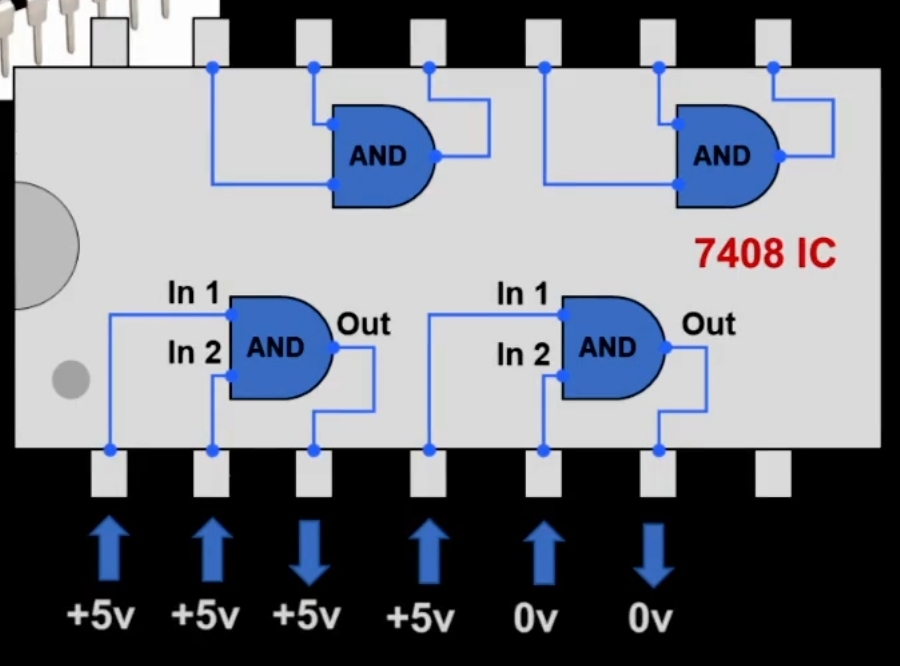 AND
AND
7408 IC
In 1
AND
Out
In 2
In 1
AND
Out
In 2
+5v +5v +5v +5v 0v 0v